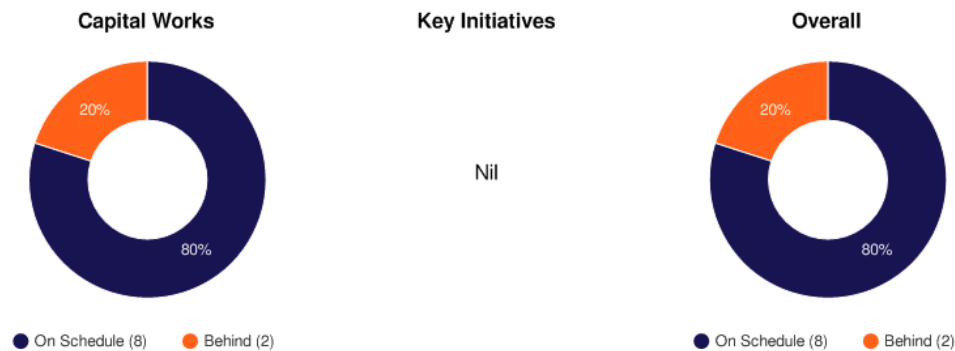 Capital Works
Key Initiatives
Overall
20%
80%
Nil
20%
80%
On Schedule (8)
Behind (2)
On Schedule (8)
Behind (2)